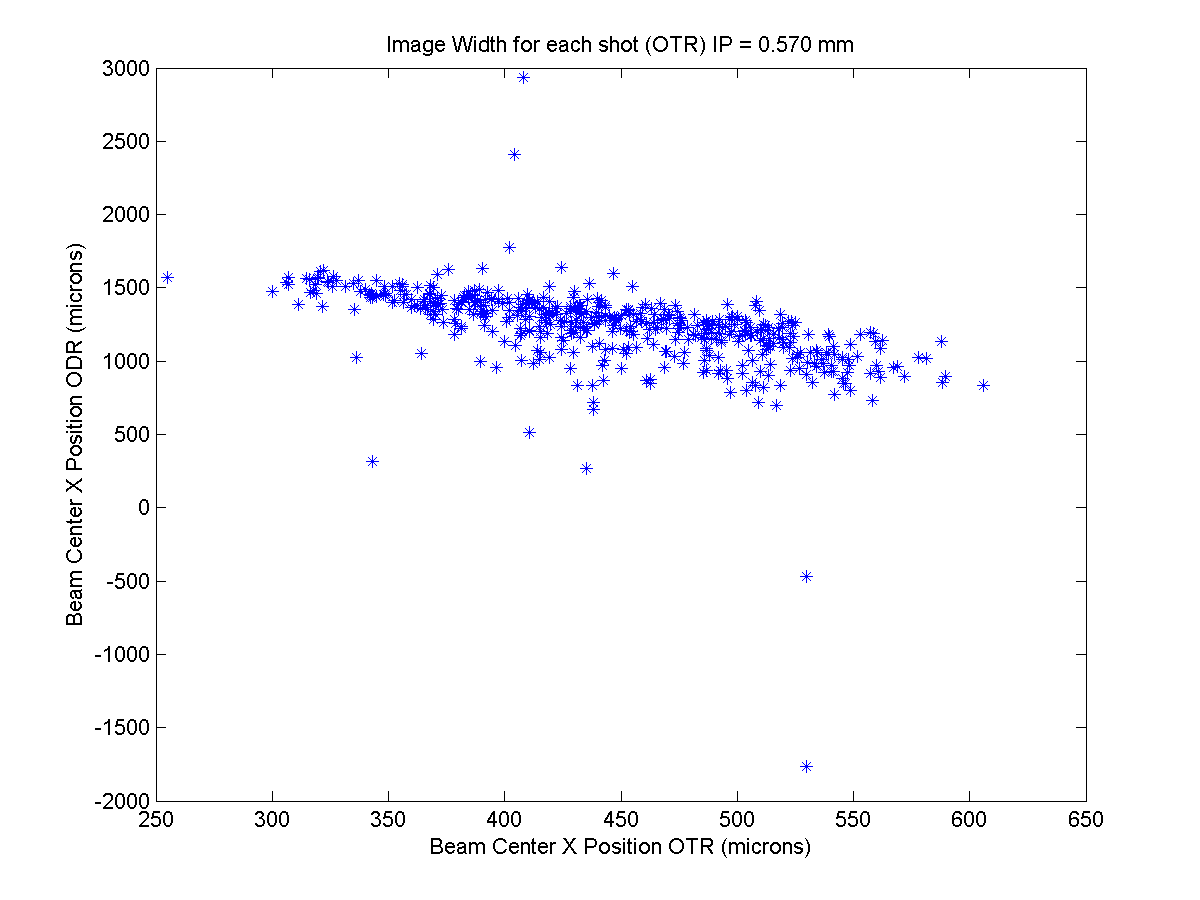 Image Width for each shot (OTR) IP = 0.570 mm
3000
2500
2000
1500
1000
500
0
-500
-1000
-1500
-2000
Beam Center X Position ODR (microns)
250 300 350 400 450 500 550 600 650
Beam Center X Position OTR (microns)